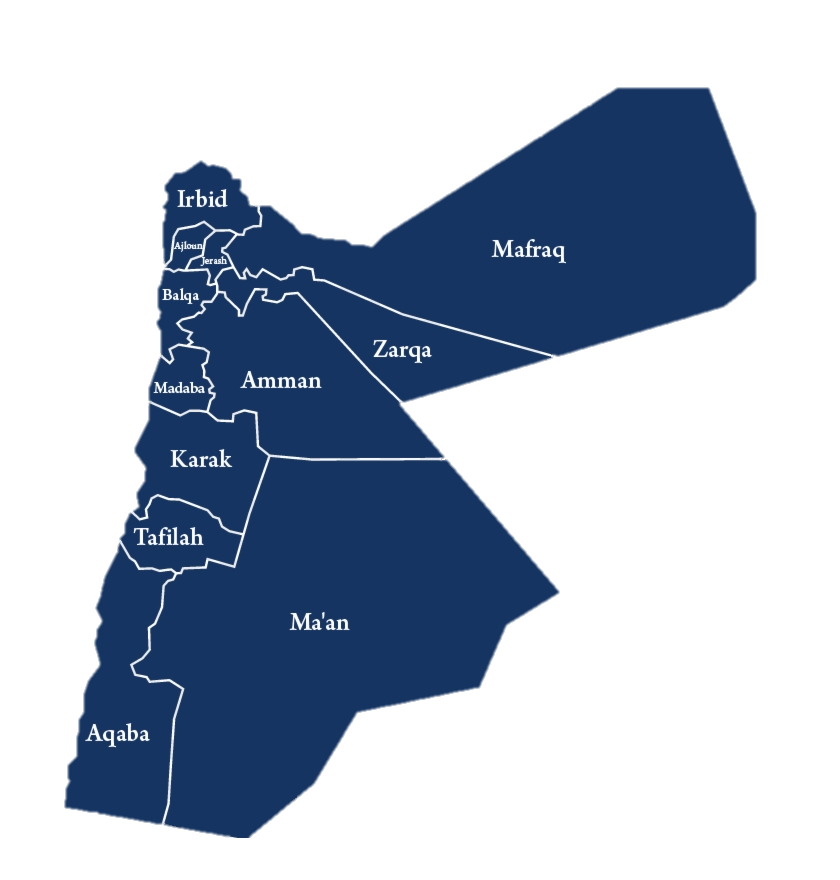 Irbid
Ajloun
Jerash
Mafraq
Balqa
Zarqa
Amman
Madaba
Karak
Tafilah
Ma'an
Aqaba